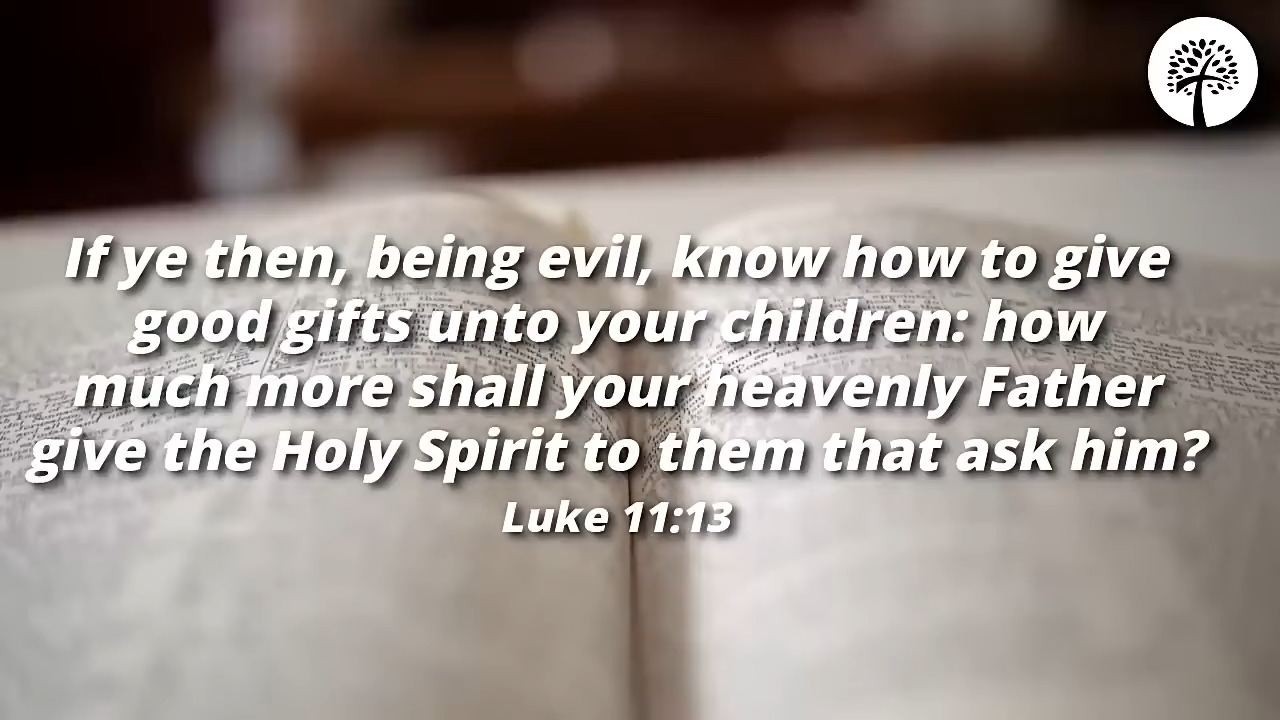 If ye then, being evil, know how to give
good gifts unto your children: how
much more shall your heavenly Father
give the Holy Spirit to them that ask him?
Luke 11:13